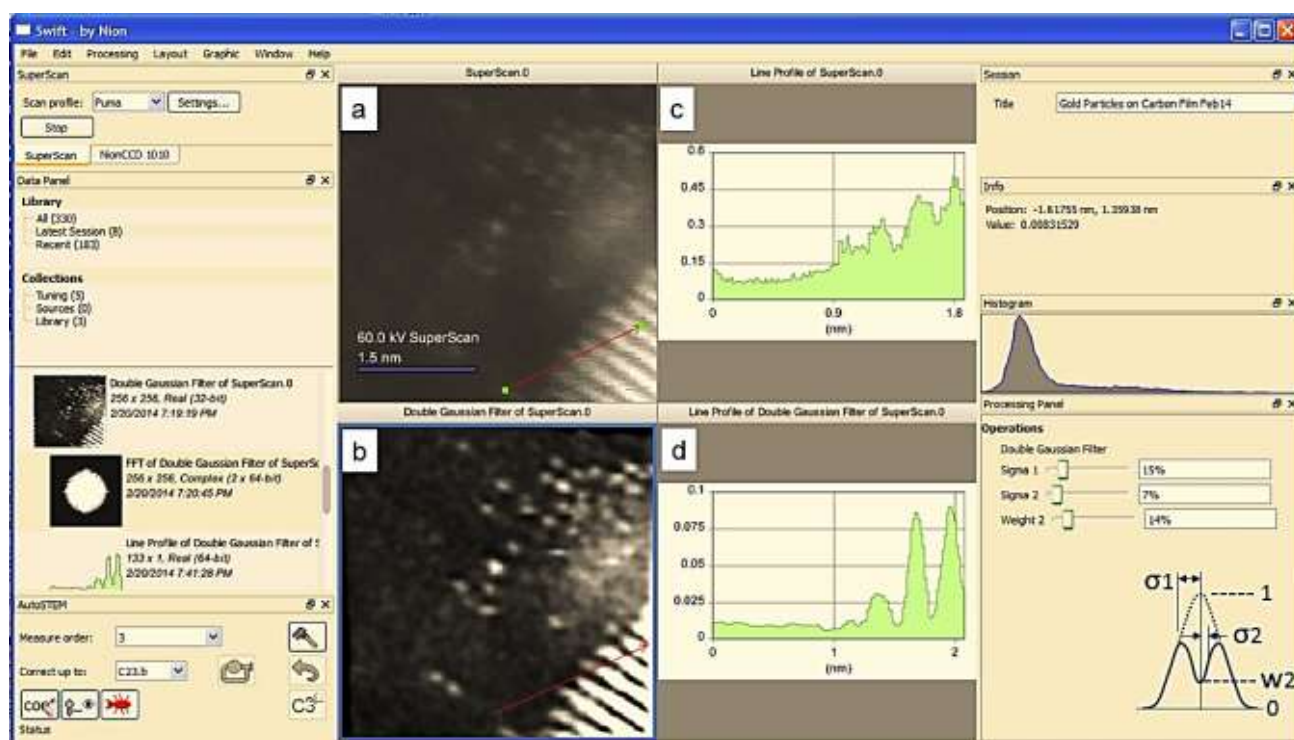 Swift - by Nion
File Edit Processing Layout Graphic Window Help
SuperScan
Scan profile: Puma Settings...
Stop
SuperScan NionCCD 1010
Data Panel
Library
All (330)
Latest Session (8)
Recent (183)
Collections
Tuning (5)
Sources (0)
Library (3)
Double Gaussian Filter of SuperScan.0
256 x 256, Real (32-bit)
2/20/2014 7:19:19 PM
FFT of Double Gaussian Filter of SuperSc
256 x 256, Complex (2 x 64-bit)
2/20/2014 7:20:45 PM
Line Profile of Double Gaussian Filter of S
133 x 1, Real (64-bit)
2/20/2014 7:41:28 PM
AutoSTEM
Measure order: 3
Correct up to: C23.b
C3
Status
SuperScan.0
a
60.0 kV SuperScan
1.5 nm
Double Gaussian Filter of SuperScan.0
b
Line Profile of SuperScan.0
c
0.6
0.45
0.3
0.15
0
0 0.9 1.8
(nm)
Line Profile of Double Gaussian Filter of SuperScan.0
d
0.1
0.075
0.05
0.025
0
0 1 2
(nm)
Session
Title Gold Particles on Carbon Film Feb14
Info
Position: -1.81755 nm, 1.35938 nm
Value: 0.00831529
Histogram
Processing Panel
Operations
Double Gaussian Filter
Sigma 1 15%
Sigma 2 7%
Weight 2 14%
σ1
1
σ2
W2
0